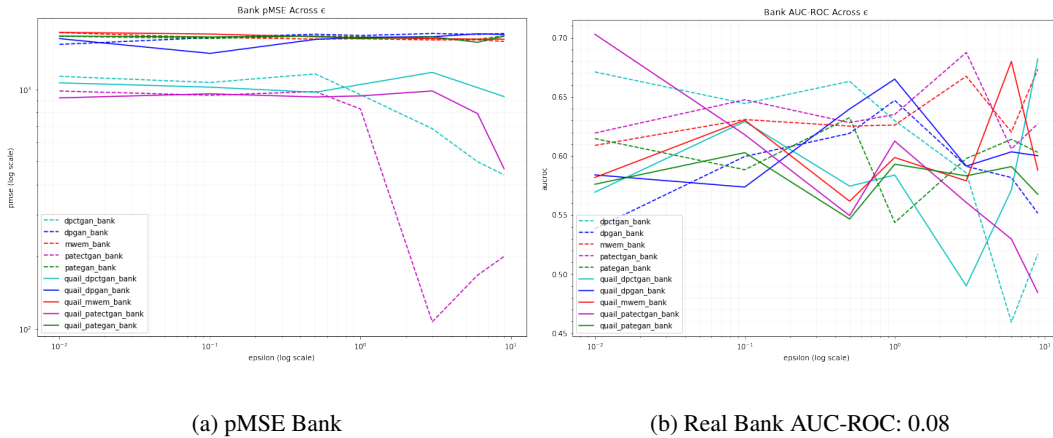 Bank pMSE Across ϵ
pmse (log scale)
10³
10²
dpctgan_bank
dpgan_bank
mwem_bank
patectgan_bank
pategan_bank
quail_dpctgan_bank
quail_dpgan_bank
quail_mwem_bank
quail_patectgan_bank
quail_pategan_bank
10⁻² 10⁻¹ 10⁰ 10¹
epsilon (log scale)
(a) pMSE Bank
Bank AUC-ROC Across ϵ
aucroc
0.70
0.65
0.60
0.55
0.50
0.45
dpctgan_bank
dpgan_bank
mwem_bank
patectgan_bank
pategan_bank
quail_dpctgan_bank
quail_dpgan_bank
quail_mwem_bank
quail_patectgan_bank
quail_pategan_bank
10⁻² 10⁻¹ 10⁰ 10¹
epsilon (log scale)
(b) Real Bank AUC-ROC: 0.08